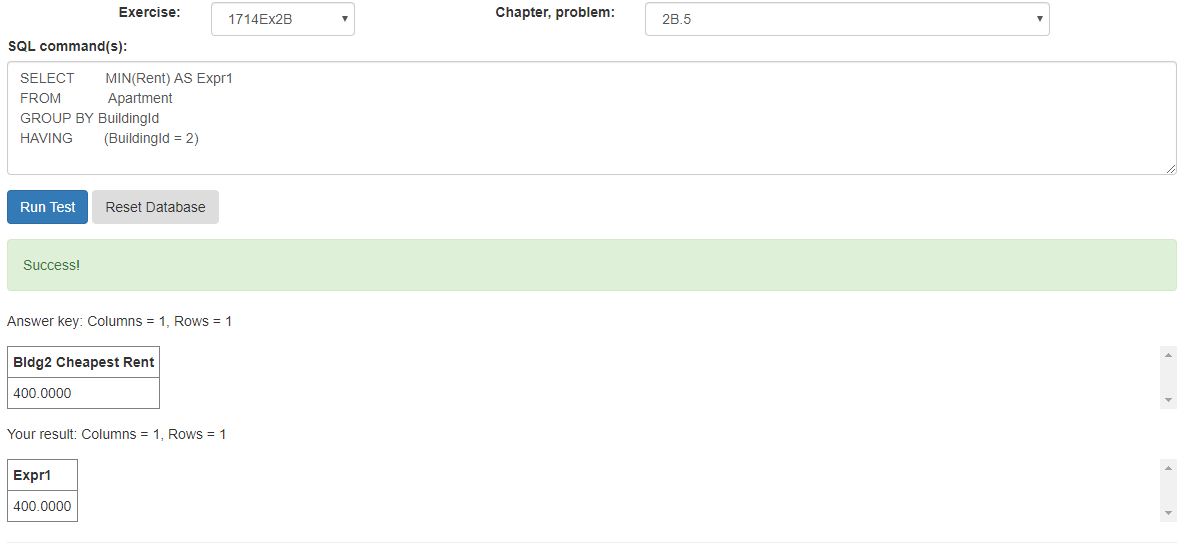 Exercise: 1714Ex2B Chapter, problem: 2B.5
SQL command(s):
SELECT MIN(Rent) AS Expr1
FROM Apartment
GROUP BY BuildingId
HAVING (BuildingId = 2)
Run Test Reset Database
Success!
Answer key: Columns = 1, Rows = 1
Bldg2 Cheapest Rent
400.0000
Your result: Columns = 1, Rows = 1
Expr1
400.0000